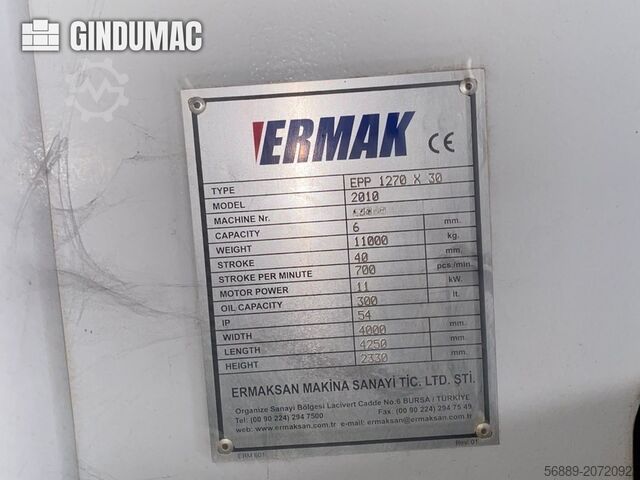 GINDUMAC
ERMAK CE
TYPE EPP 1270 X 30
MODEL 2010
MACHINE Nr.
CAPACITY 6 mm.
WEIGHT 11000 kg.
STROKE 40 mm.
STROKE PER MINUTE 700 pcs/min.
MOTOR POWER 11 kW.
OIL CAPACITY 300 lt.
IP 54
WIDTH 4000 mm.
LENGTH 4250 mm.
HEIGHT 2330 mm.
ERMAKSAN MAKİNA SANAYİ TİC. LTD. ŞTİ.
Organize Sanayi Bölgesi Lacivert Cadde No:6 BURSA / TÜRKİYE
Tel: (00 90 224) 294 7500 Fax: (00 90 224) 294 75 49
web: www.ermaksan.com.tr e-mail: ermaksan@ermaksan.com.tr
ERM 601 Rev. 01
56889-2072092